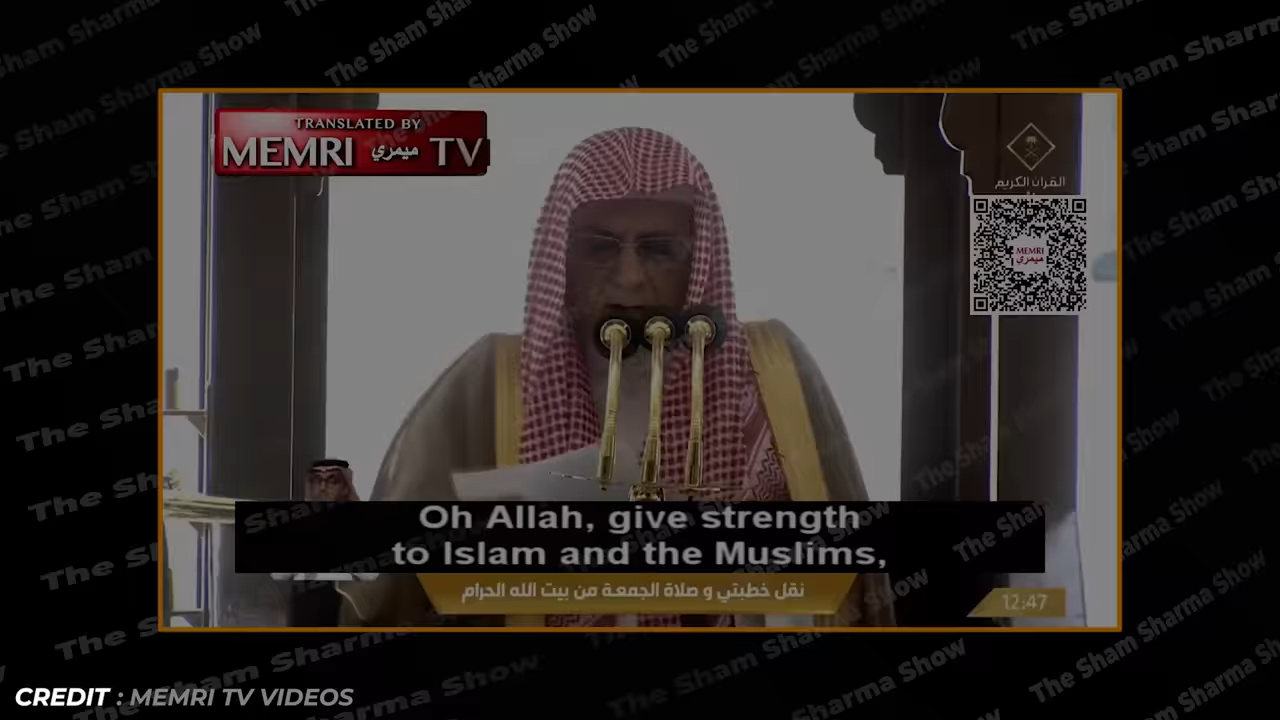 The Sham Sharma Show
TRANSLATED BY
MEMRI ميمري TV
القرآن الكريم
MEMRI
ميمري
Oh Allah, give strength
to Islam and the Muslims,
نقل خطبتي و صلاة الجمعة من بيت الله الحرام
12:47
CREDIT : MEMRI TV VIDEOS